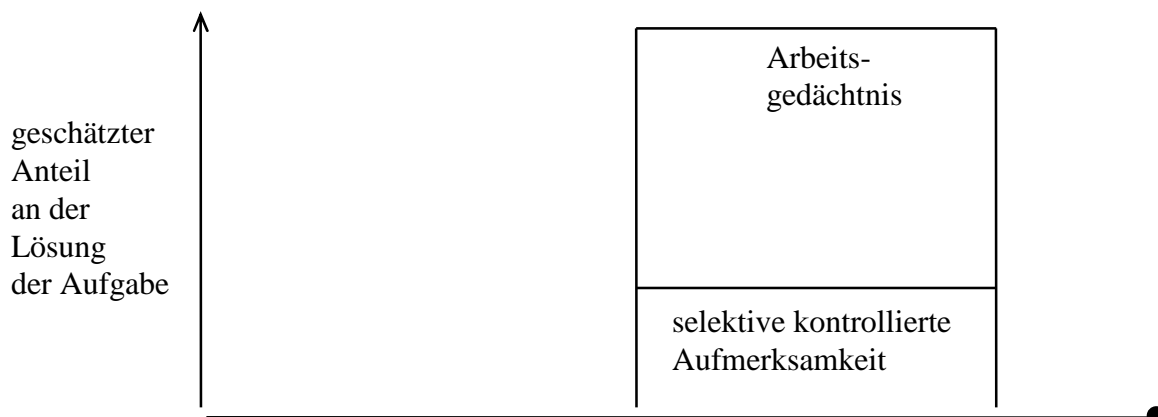 geschätzter
Anteil
an der
Lösung
der Aufgabe
Arbeits-
gedächtnis
selektive kontrollierte
Aufmerksamkeit